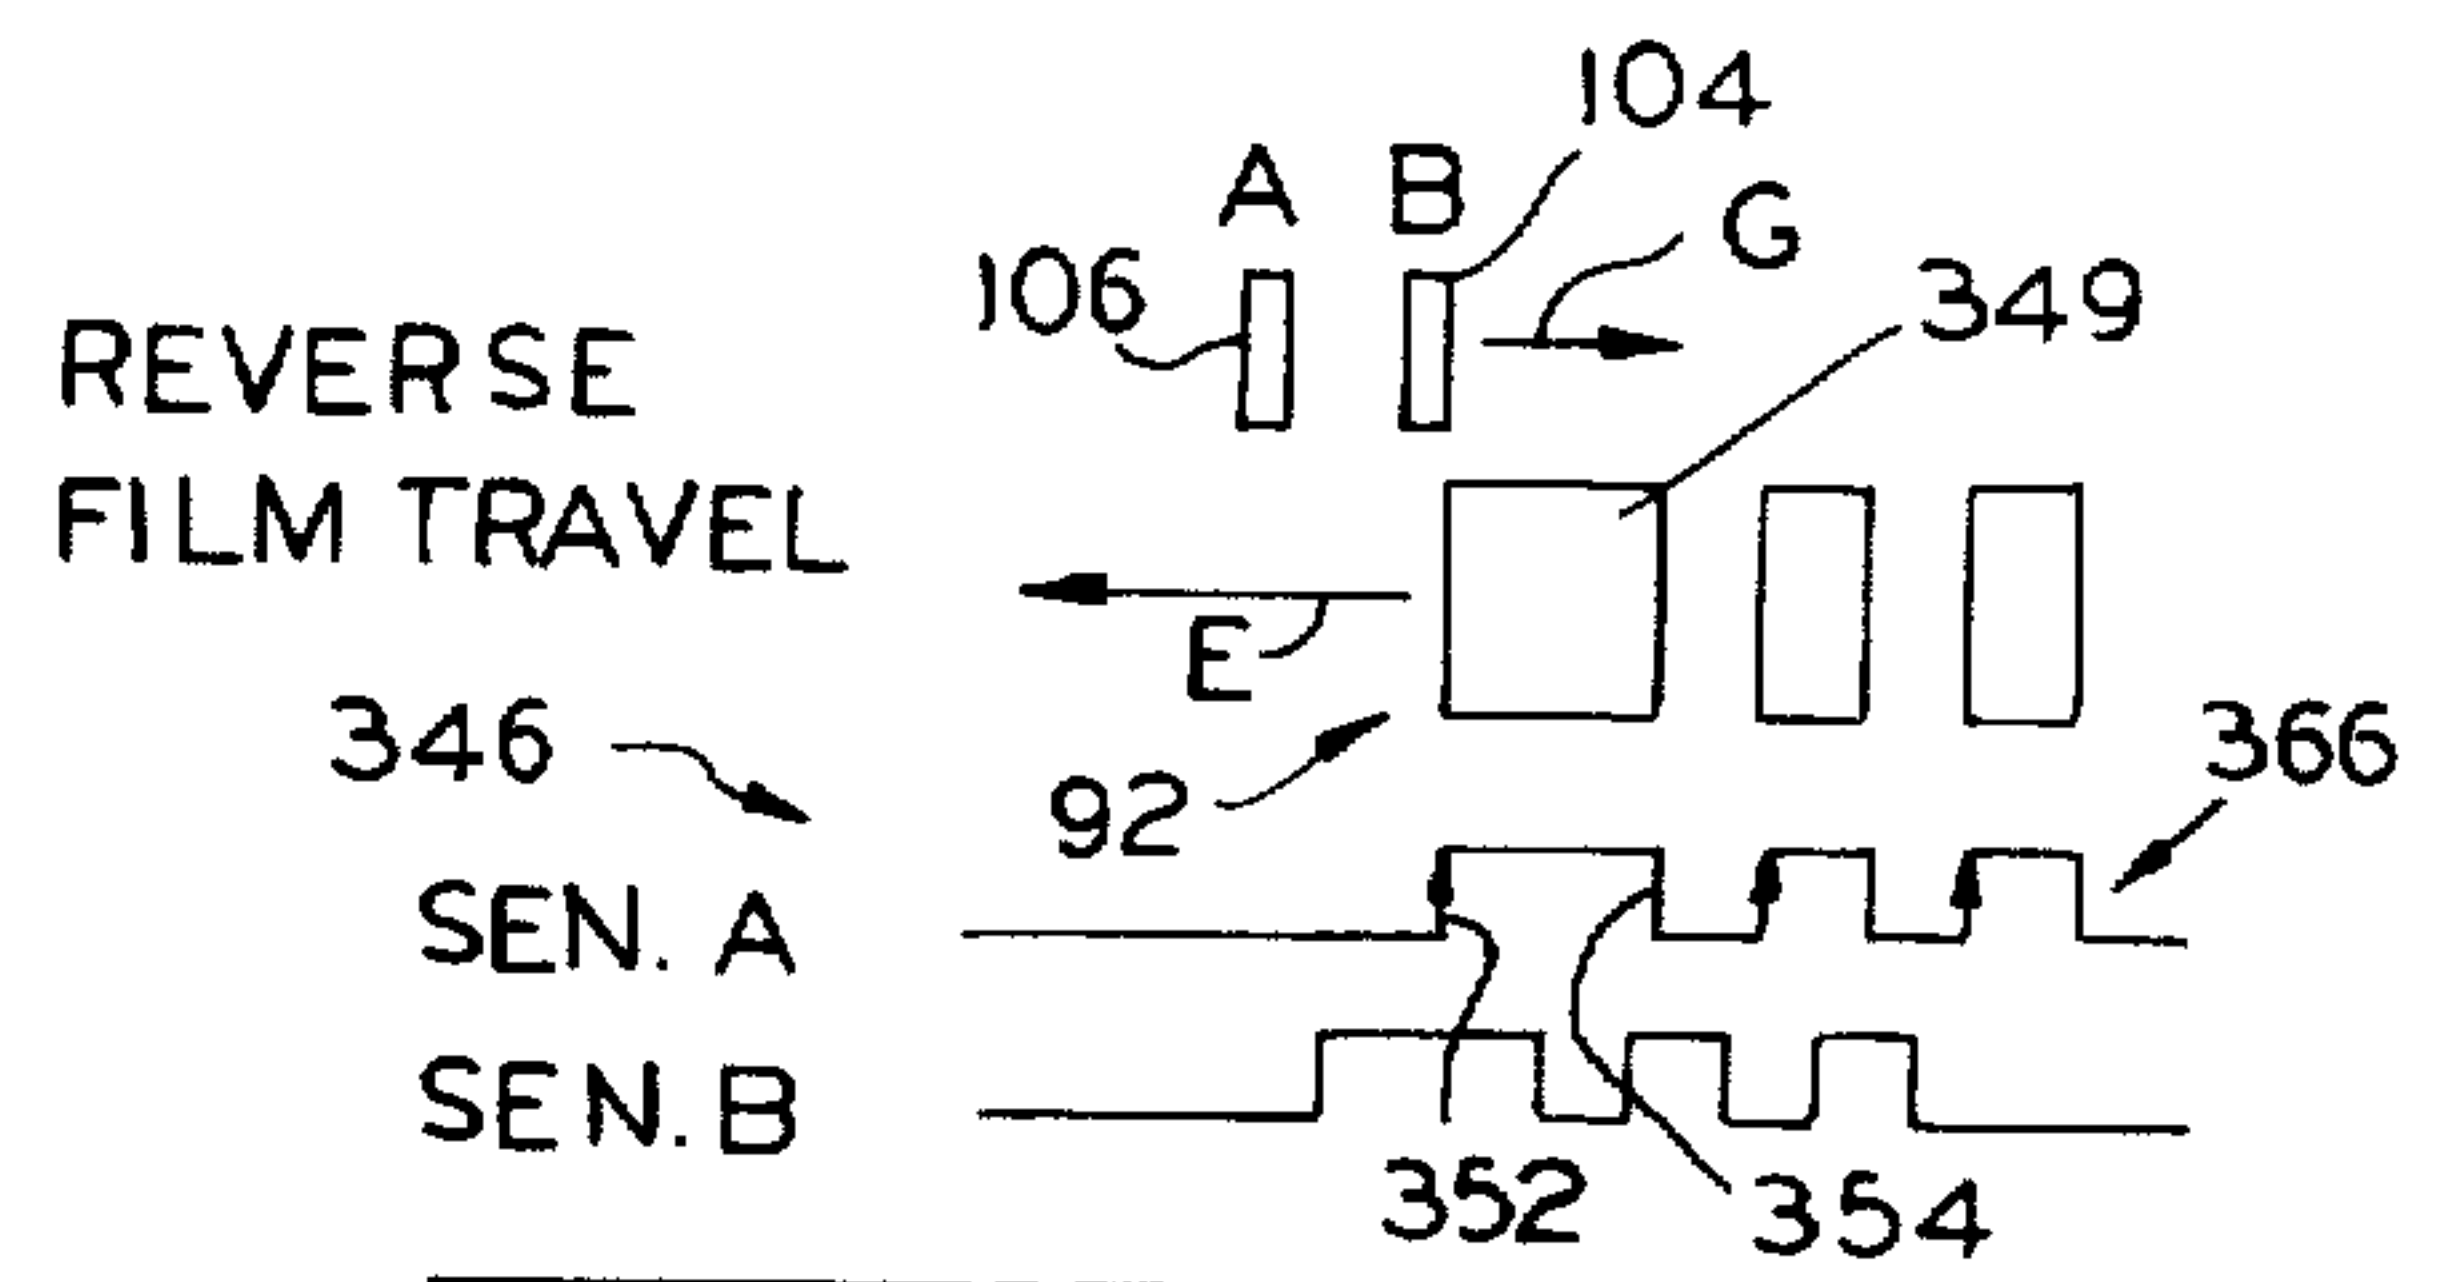 104
A B
G
106
349
REVERSE
FILM TRAVEL
E
346
366
92
SEN. A
SEN. B
352
354